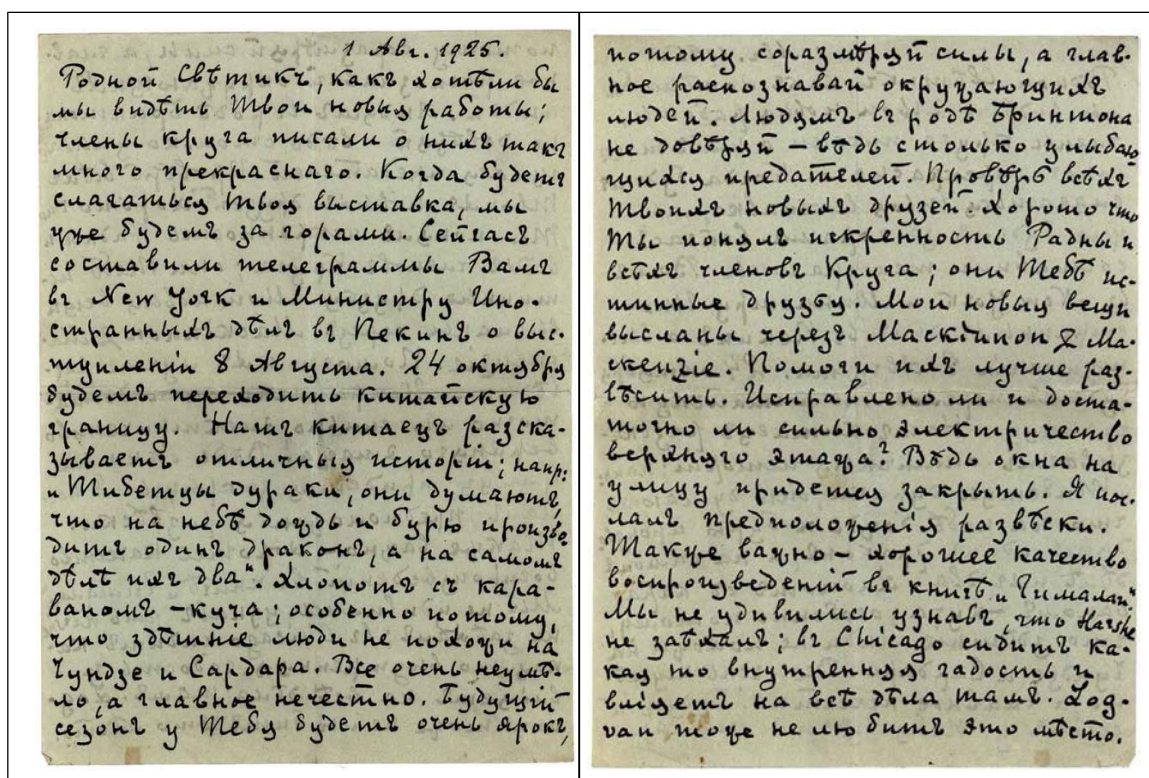 1 Авг. 1925.
Родной Свѣтикъ, какъ хотѣли бы
мы видѣть Твои новыя работы;
члены круга писали о нихъ такъ
много прекраснаго. Когда будетъ
слагаться Твоя выставка, мы
уже будемъ за горами. Сейчасъ
составили телеграммы Вамъ
въ New York и Министру Ино-
странныхъ дѣлъ въ Пекинъ о выс-
туплении 8 Августа. 24 октября
будемъ переходить китайскую
границу. Нашъ китаецъ разска-
зываетъ отличныя исторіи; напр:
„Тибетцы дураки, они думаютъ,
что на небѣ дождь и бурю произво-
дитъ одинъ драконъ, а на самомъ
дѣлѣ ихъ два“. Хлопотъ съ кара-
ваномъ – куча; особенно потому,
что здѣшніе люди не похожи на
Чундзе и Сардара. Все очень неумѣ-
ло, а главное нечестно. Будущій
сезонъ у Тебя будетъ очень ярокъ,
потому соразмѣряй силы, а глав-
ное распознавай окружающихъ
людей. Людямъ въ родѣ Бринтона
не довѣряй – вѣдь столько улыбаю-
щихся предателей. Провѣрь всѣхъ
Твоихъ новыхъ друзей. Хорошо что
Ты понялъ искренность Радны и
всѣхъ членовъ Круга; они Тебѣ ис-
тинные друзья. Мои новыя вещи
высланы черезъ Mackinnon & Ma-
ckenzie. Помоги ихъ лучше раз-
вѣсить. Исправлено ли и доста-
точно ли сильно электричество
верхняго этажа? Вѣдь окна на
улицу придется закрыть. Я пос-
лалъ предположенія развѣски.
Также важно – хорошее качество
воспроизведеній въ книгѣ „Гималаи“.
Мы не удивились, узнавъ, что Harshe
не заѣхалъ; въ Chicago сидитъ ка-
кая то внутренняя гадость и
вліяетъ на всѣ дѣла тамъ. Log-
van тоже не любитъ это мѣсто.